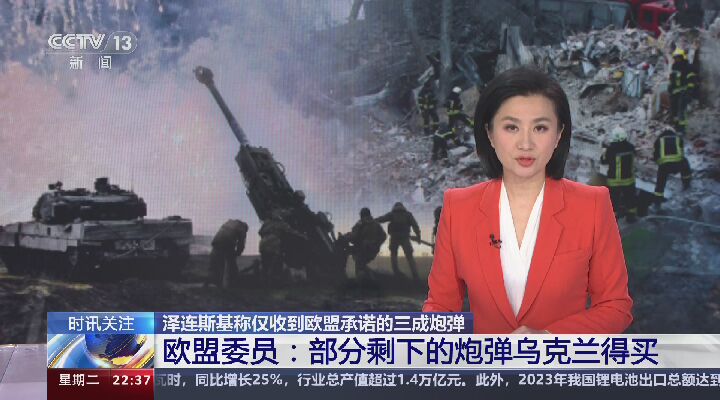 CCTV 13
新闻
时讯关注
泽连斯基称仅收到欧盟承诺的三成炮弹
欧盟委员：部分剩下的炮弹乌克兰得买
星期二 22:37
瓦时，同比增长25%，行业总产值超过1.4万亿元。此外，2023年我国锂电池出口总额达到